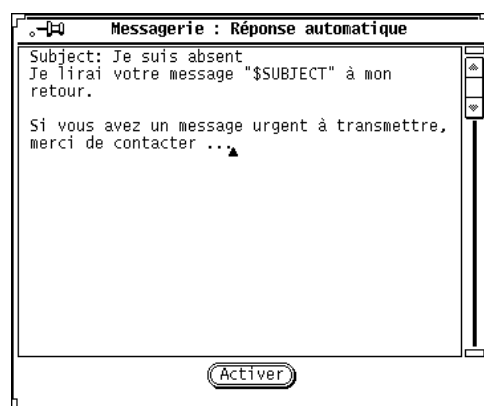 Messagerie : Réponse automatique
Subject: Je suis absent
Je lirai votre message "$SUBJECT" à mon
retour.
Si vous avez un message urgent à transmettre,
merci de contacter ...
Activer